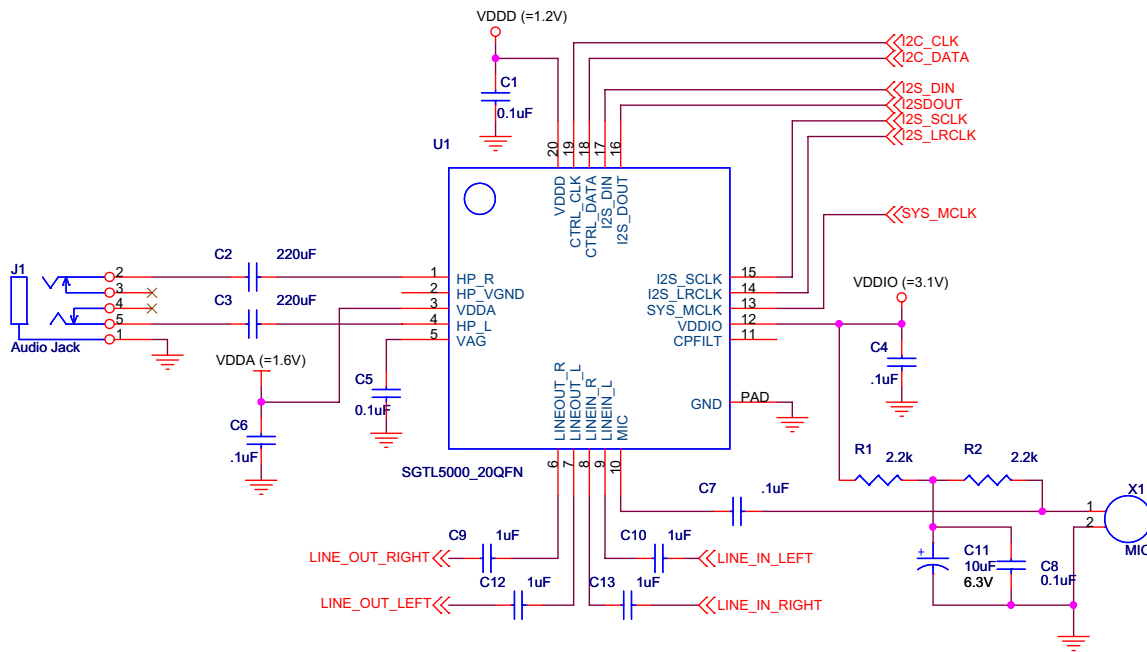 VDDD (=1.2V)
I2C_CLK
I2C_DATA
C1
0.1uF
I2S_DIN
I2SDOUT
I2S_SCLK
I2S_LRCLK
U1
20
19
18
17
16
VDDD
CTRL_CLK
CTRL_DATA
I2S_DIN
I2S_DOUT
SYS_MCLK
J1
C2
220uF
2
3
4
5
1
Audio Jack
C3
220uF
1
2
3
4
5
HP_R
HP_VGND
VDDA
HP_L
VAG
I2S_SCLK
I2S_LRCLK
SYS_MCLK
VDDIO
CPFILT
15
14
13
12
11
VDDIO (=3.1V)
C4
.1uF
VDDA (=1.6V)
C5
0.1uF
C6
.1uF
GND
PAD
LINEOUT_R
LINEOUT_L
LINEIN_R
LINEIN_L
MIC
6
7
8
9
10
SGTL5000_20QFN
R1
2.2k
R2
2.2k
C7
.1uF
1
2
X1
MIC
C9
1uF
C10
1uF
LINE_OUT_RIGHT
LINE_IN_LEFT
C12
1uF
C13
1uF
LINE_OUT_LEFT
LINE_IN_RIGHT
+
C11
10uF
6.3V
C8
0.1uF